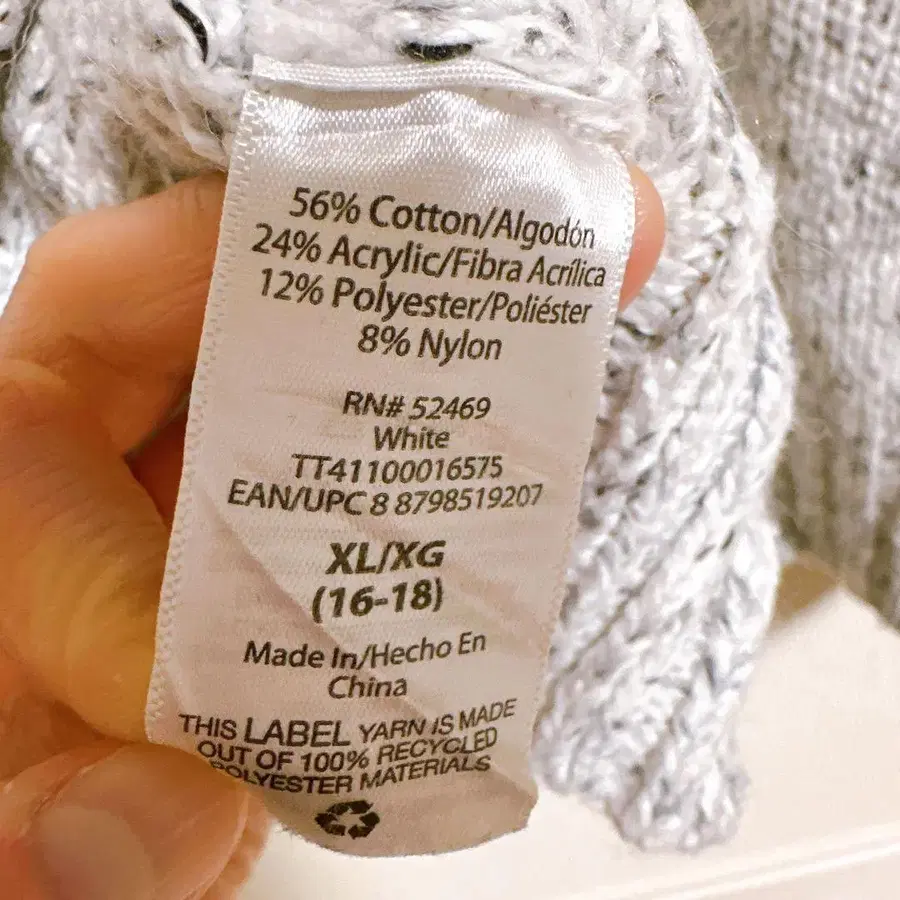 56% Cotton/Algodón
24% Acrylic/Fibra Acrílica
12% Polyester/Poliéster
8% Nylon
RN# 52469
White
TT41100016575
EAN/UPC 8 8798519207
XL/XG
(16-18)
Made In/Hecho En
China
THIS LABEL YARN IS MADE
OUT OF 100% RECYCLED
POLYESTER MATERIALS